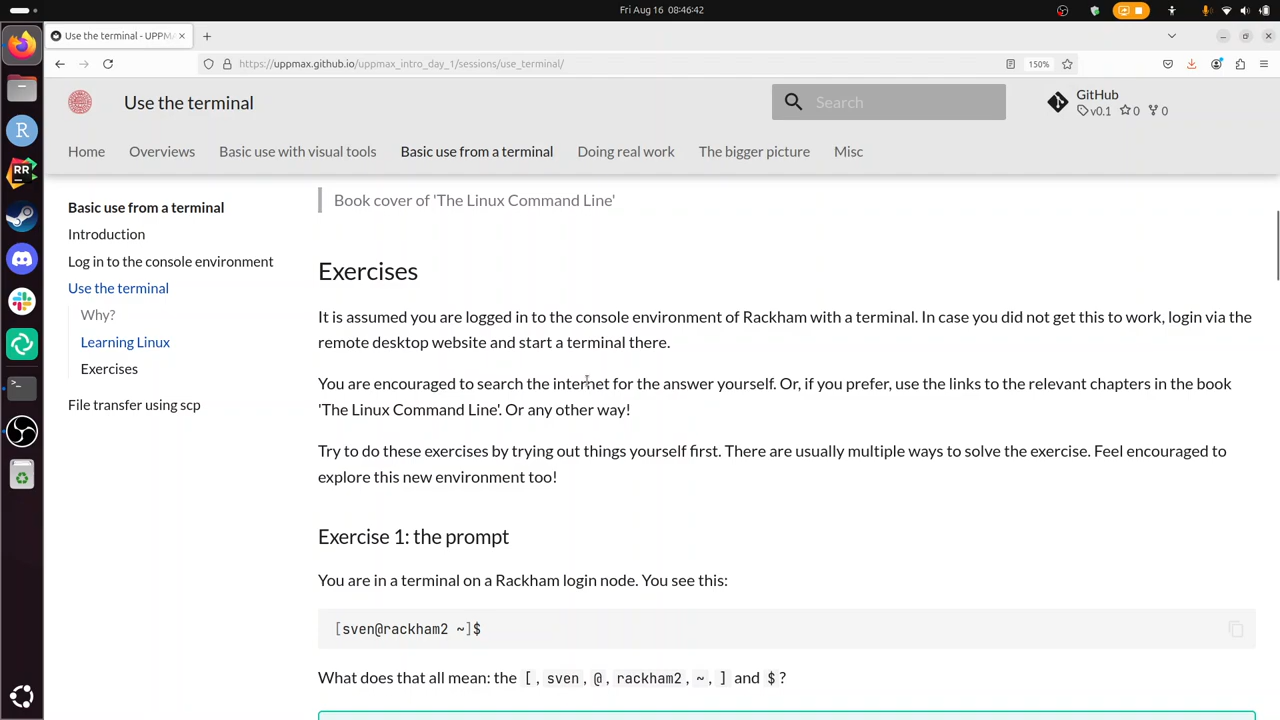 Fri Aug 16 08:46:42
Use the terminal - UPPMA
https://uppmax.github.io/uppmax_intro_day_1/sessions/use_terminal/
150%
Use the terminal
Search
GitHub
v0.1 0 0
Home Overviews Basic use with visual tools Basic use from a terminal Doing real work The bigger picture Misc
Basic use from a terminal
Introduction
Log in to the console environment
Use the terminal
Why?
Learning Linux
Exercises
File transfer using scp
Book cover of 'The Linux Command Line'
Exercises
It is assumed you are logged in to the console environment of Rackham with a terminal. In case you did not get this to work, login via the
remote desktop website and start a terminal there.
You are encouraged to search the internet for the answer yourself. Or, if you prefer, use the links to the relevant chapters in the book
'The Linux Command Line'. Or any other way!
Try to do these exercises by trying out things yourself first. There are usually multiple ways to solve the exercise. Feel encouraged to
explore this new environment too!
Exercise 1: the prompt
You are in a terminal on a Rackham login node. You see this:
[sven@rackham2 ~]$
What does that all mean: the [, sven, @, rackham2, ~, ] and $?